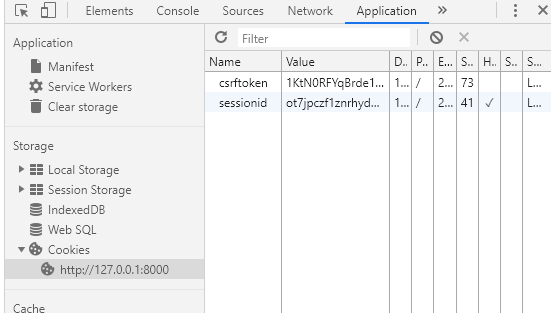 Elements Console Sources Network Application »
Application
Manifest
Service Workers
Clear storage
Storage
Local Storage
Session Storage
IndexedDB
Web SQL
Cookies
http://127.0.0.1:8000
Cache
Filter
Name Value D.. P.. E... S.. H.. S.. S...
csrftoken 1KtN0RFYqBrde1... 1... / 2... 73 L...
sessionid ot7jpczf1znrhyd... 1... / 2... 41 ✓ L...